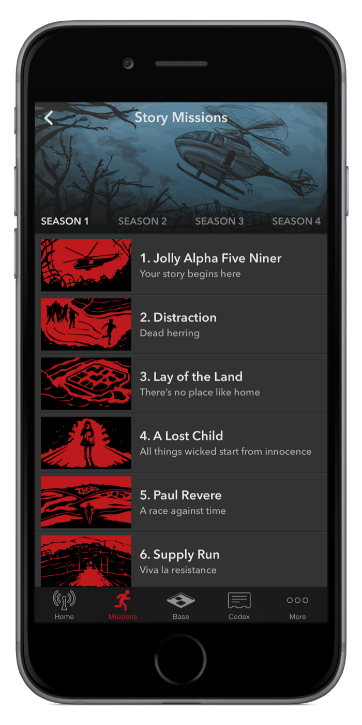 Story Missions
SEASON 1 SEASON 2 SEASON 3 SEASON 4
1. Jolly Alpha Five Niner
Your story begins here
2. Distraction
Dead herring
3. Lay of the Land
There's no place like home
4. A Lost Child
All things wicked start from innocence
5. Paul Revere
A race against time
6. Supply Run
Viva la resistance
Home Missions Base Codex More